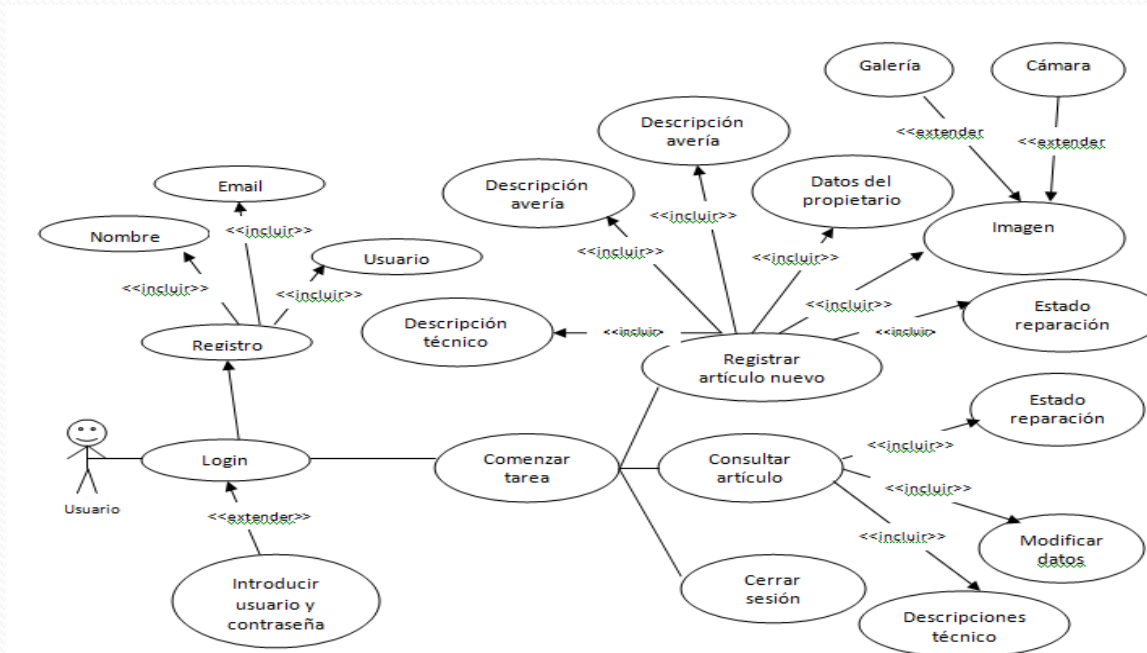 Galería
Cámara
<<extender
<<extender
Descripción
avería
Descripción
avería
Datos del
propietario
Imagen
Email
Nombre
Usuario
<<incluir>>
<<incluir>>
<<incluir>>
<<incluir>>
<<incluir>>
<<incluir>>
<<incluir>>
<<incluir>
<<incluir>
Estado
reparación
Descripción
técnico
Registro
Registrar
artículo nuevo
Estado
reparación
<<incluir>>
Login
Comenzar
tarea
Consultar
artículo
<<incluir>>
Usuario
<<extender>>
<<incluir>>
Modificar
datos
Introducir
usuario y
contraseña
Cerrar
sesión
Descripciones
técnico